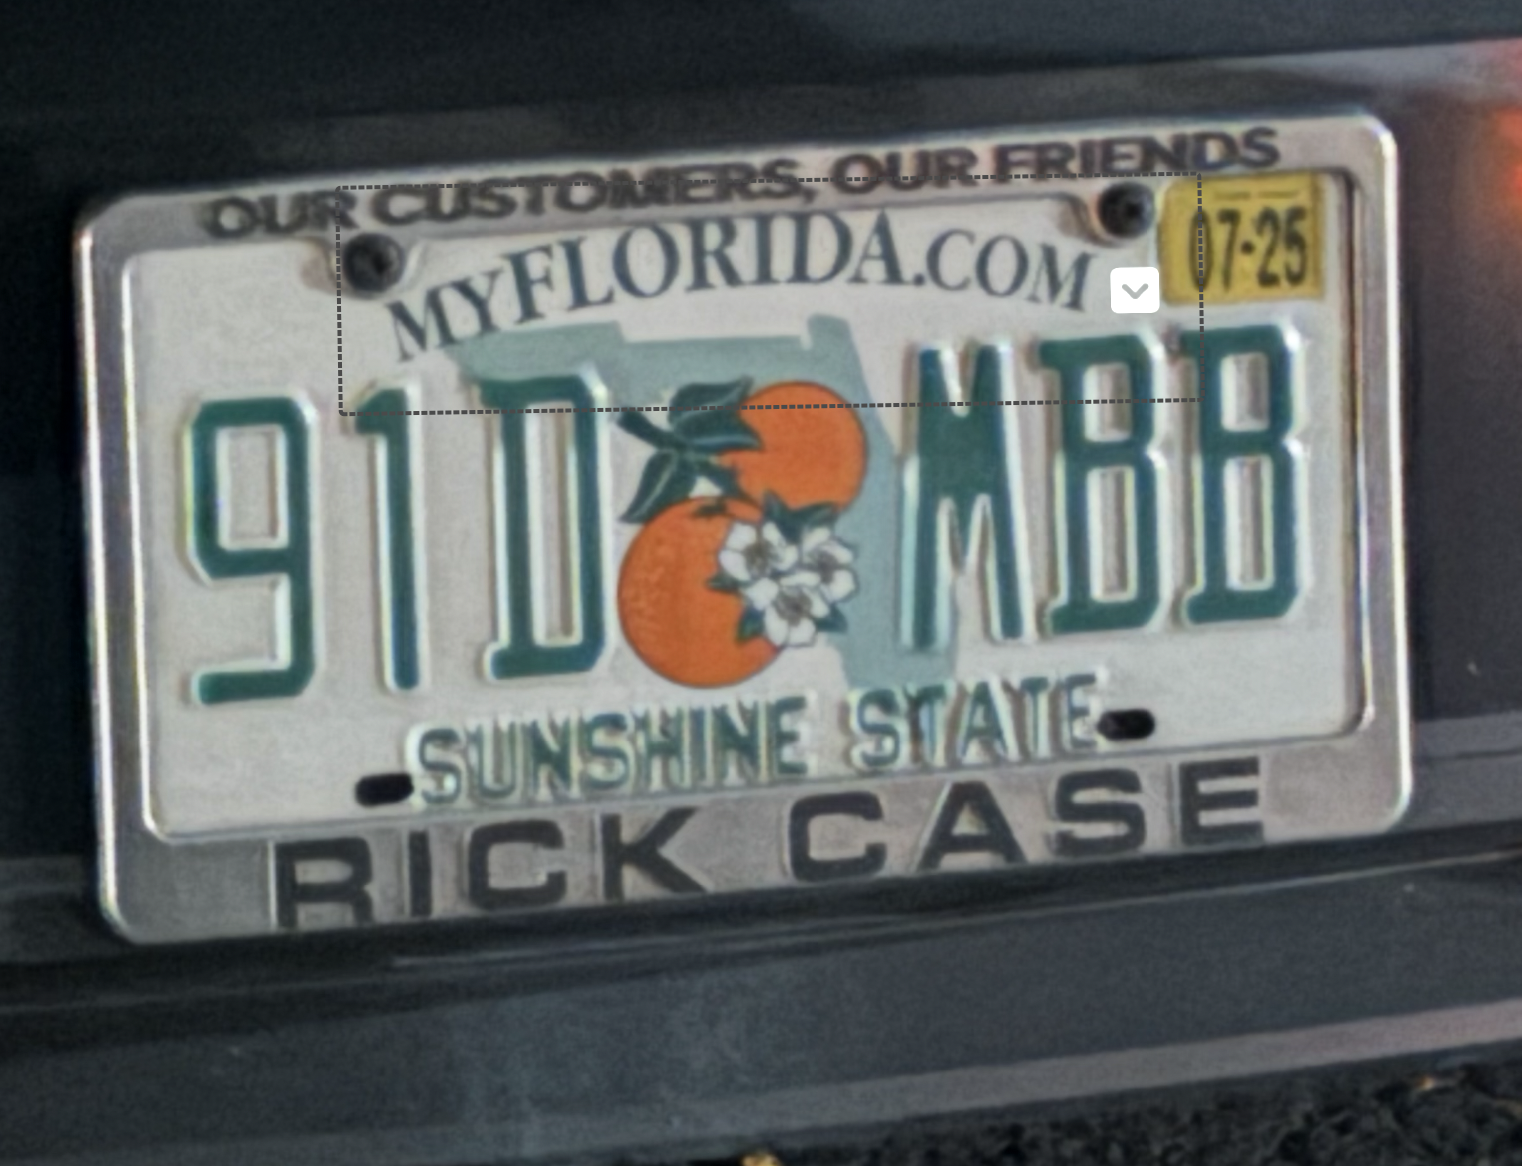 OUR CUSTOMERS, OUR FRIENDS
MYFLORIDA.COM
07-25
91D MBB
SUNSHINE STATE
RICK CASE